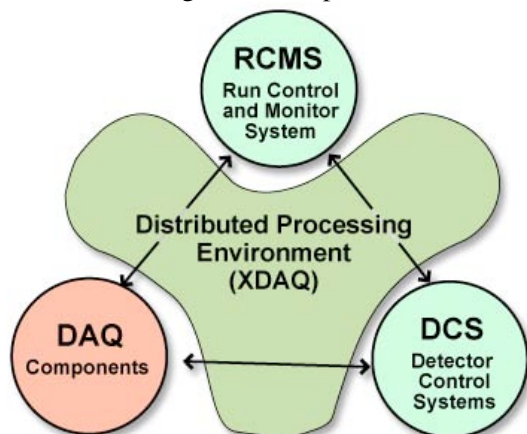 RCMS
Run Control
and Monitor
System
Distributed Processing
Environment
(XDAQ)
DAQ
Components
DCS
Detector
Control
Systems